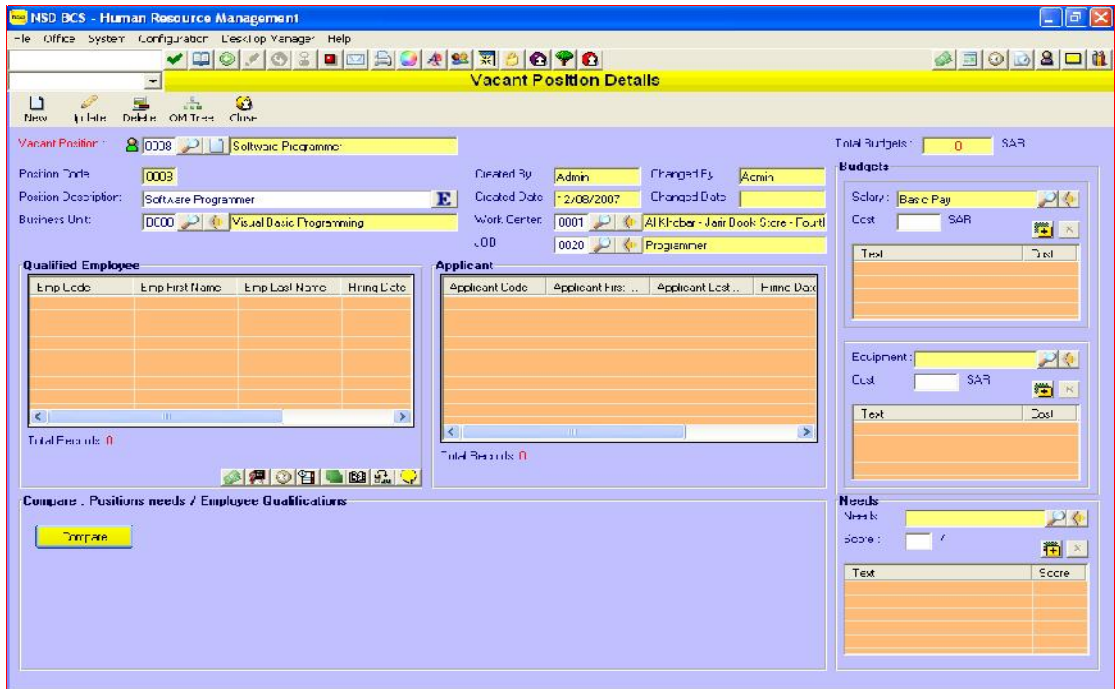 NSD BCS - Human Resource Management
File Office System Configuration DeskTop Manager Help
Vacant Position Details
New Update Delete OM Tree Close
Vacant Position : Software Programmer
Total Budgets : 0 SAR
Position Code
Created By Admin Changed By Admin
Budgets
Position Description: Software Programmer E
Created Date 12/08/2007 Changed Date
Salary : Basic Pay
Business Unit: Visual Basic Programming
Work Center: 0001 Al Khobar - Jarir Book Store - Fourth
Cost SAR
JOB 0020 Programmer
Text Cost
Qualified Employee
Applicant
Emp Code Emp First Name Emp Last Name Hiring Date
Applicant Code Applicant First ... Applicant Last ... Hiring Date
Equipment :
Cost SAR
Text Cost
Total Records 0
Total Records 0
Compare : Positions needs / Employee Qualifications
Compare
Needs
Needs
Score : /
Text Score